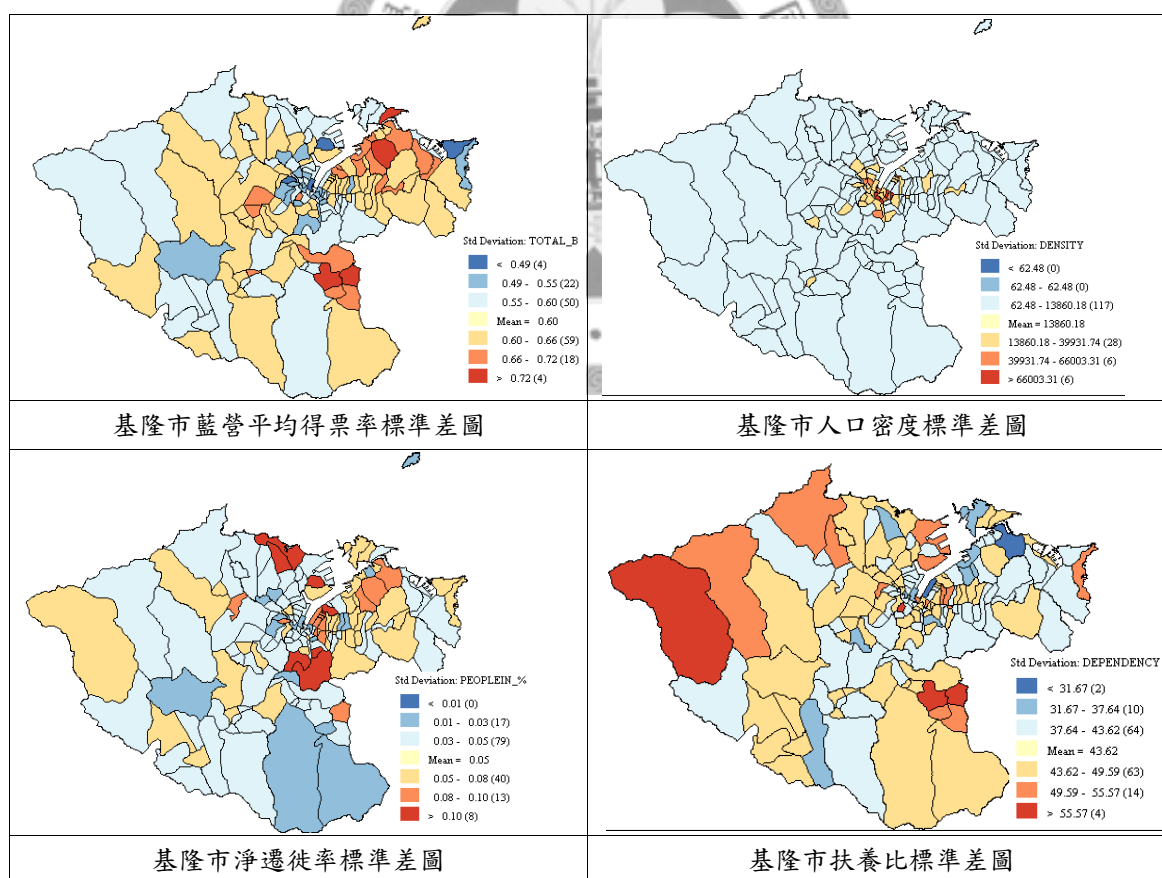 Std Deviation: TOTAL_B
< 0.49 (4)
0.49 - 0.55 (22)
0.55 - 0.60 (50)
Mean = 0.60
0.60 - 0.66 (59)
0.66 - 0.72 (18)
> 0.72 (4)
基隆市藍營平均得票率標準差圖
Std Deviation: DENSITY
< 62.48 (0)
62.48 - 62.48 (0)
62.48 - 13860.18 (117)
Mean = 13860.18
13860.18 - 39931.74 (28)
39931.74 - 66003.31 (6)
> 66003.31 (6)
基隆市人口密度標準差圖
Std Deviation: PEOPLEIN_%
< 0.01 (0)
0.01 - 0.03 (17)
0.03 - 0.05 (79)
Mean = 0.05
0.05 - 0.08 (40)
0.08 - 0.10 (13)
> 0.10 (8)
基隆市淨遷徙率標準差圖
Std Deviation: DEPENDENCY
< 31.67 (2)
31.67 - 37.64 (10)
37.64 - 43.62 (64)
Mean = 43.62
43.62 - 49.59 (63)
49.59 - 55.57 (14)
> 55.57 (4)
基隆市扶養比標準差圖